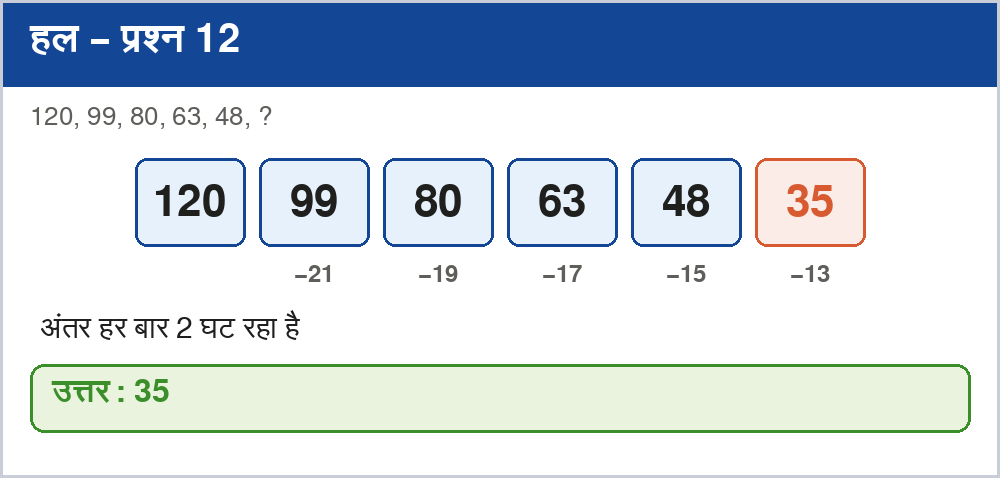 हल – प्रश्न 12
120, 99, 80, 63, 48, ?
120 99 80 63 48 35
–21 –19 –17 –15 –13
अंतर हर बार 2 घट रहा है
उत्तर : 35